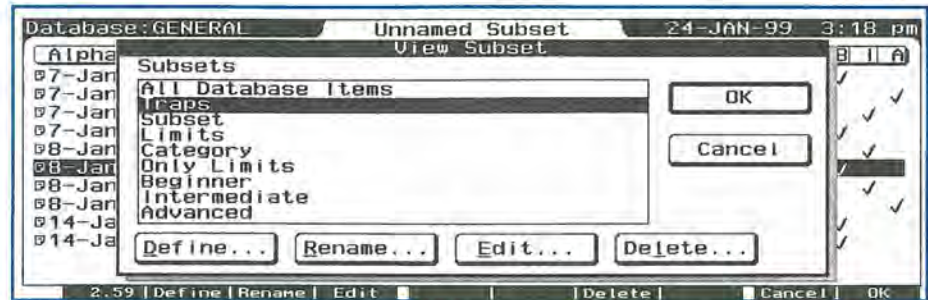 Database:GENERAL Unnamed Subset 24-JAN-99 3:18 pm
View Subset
Alpha B I A
Subsets
7-Jan
7-Jan
7-Jan
7-Jan
8-Jan
8-Jan
8-Jan
8-Jan
14-Ja
14-Ja
All Database Items
Traps
Subset
Limits
Category
Only Limits
Beginner
Intermediate
Advanced
OK
Cancel
Define... Rename... Edit... Delete...
2.59 |Define|Rename| Edit | |Delete| Cancel| OK